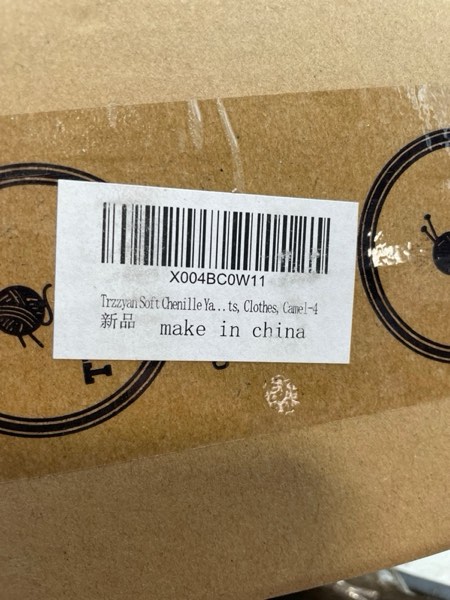 X004BC0W11
Trzzyan Soft Chenille Ya...ts, Clothes, Camel-4
新品 make in china
T